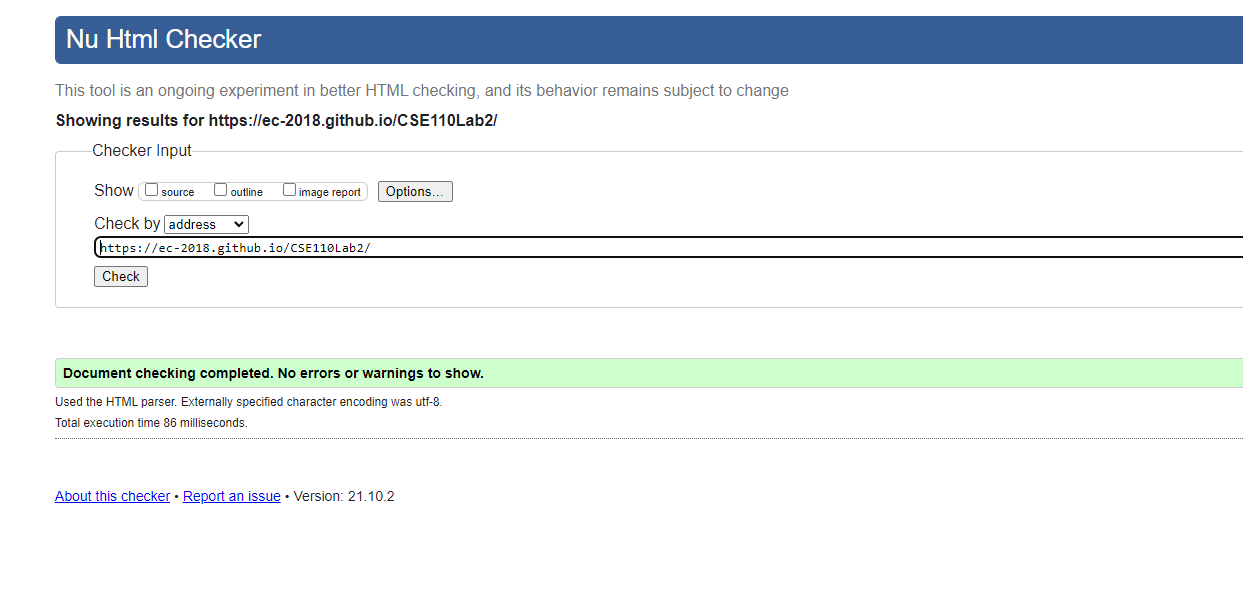 Nu Html Checker
This tool is an ongoing experiment in better HTML checking, and its behavior remains subject to change
Showing results for https://ec-2018.github.io/CSE110Lab2/
Checker Input
Show source outline image report Options...
Check by address
https://ec-2018.github.io/CSE110Lab2/
Check
Document checking completed. No errors or warnings to show.
Used the HTML parser. Externally specified character encoding was utf-8.
Total execution time 86 milliseconds.
About this checker • Report an issue • Version: 21.10.2